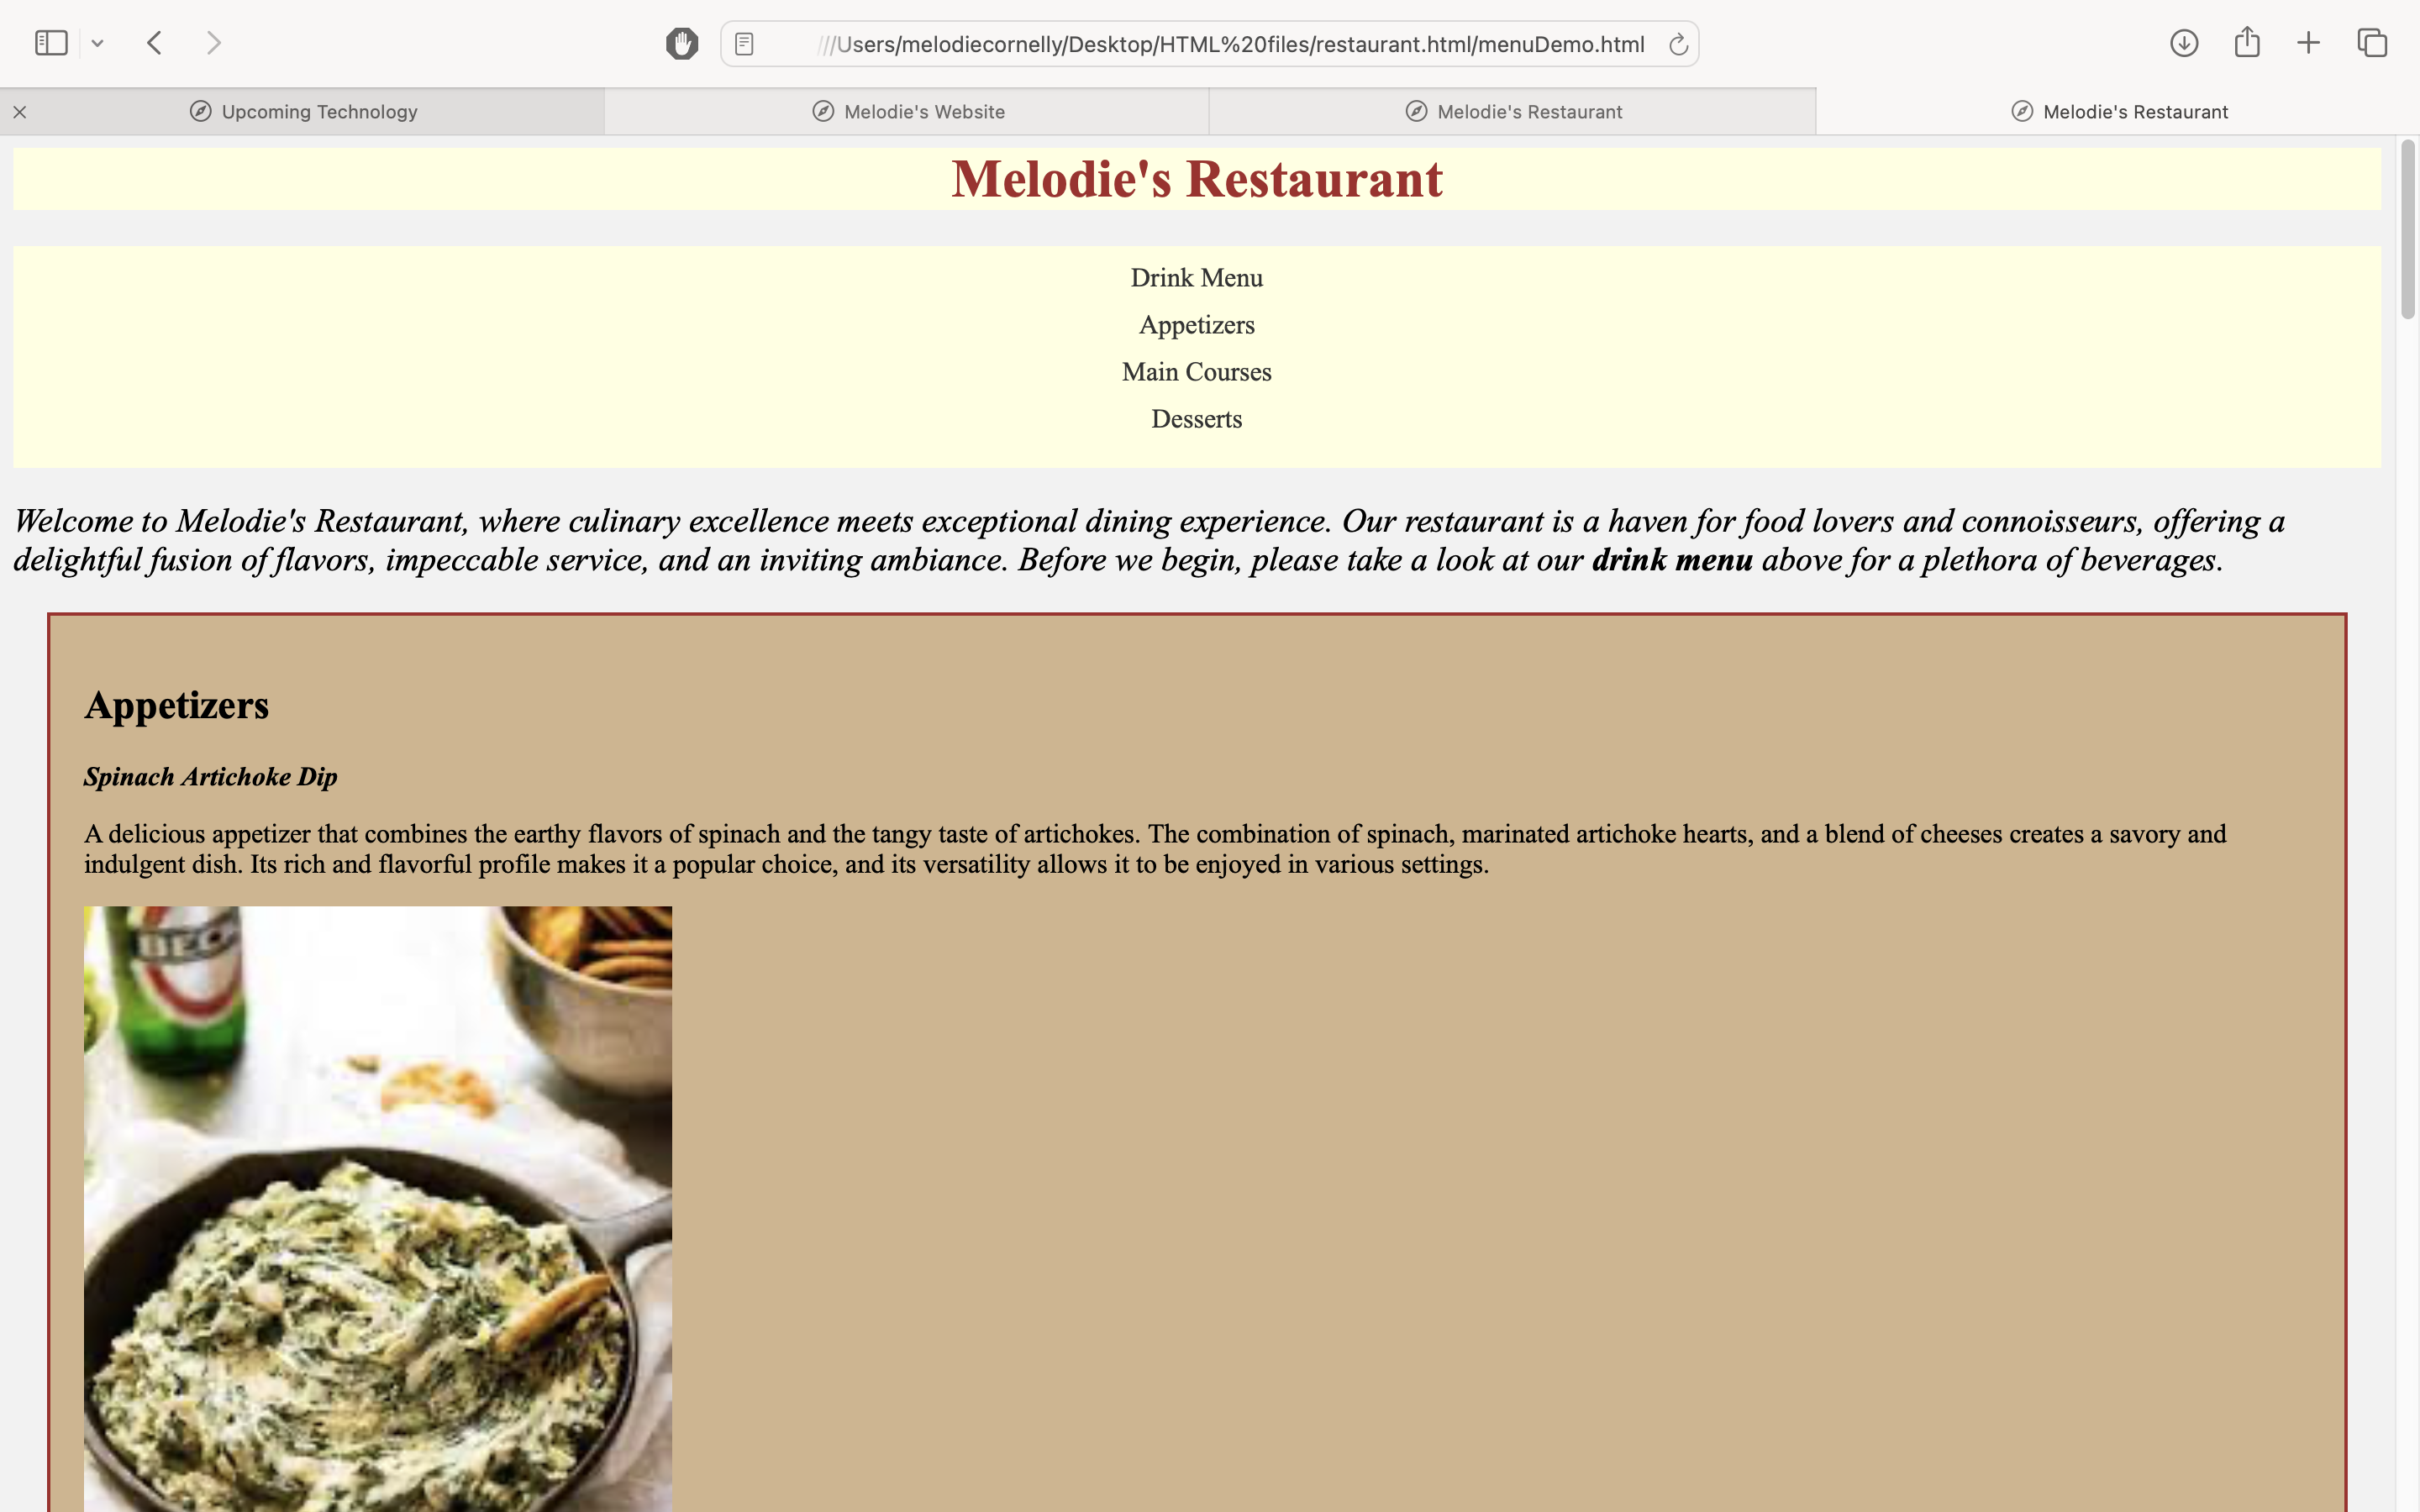 ///Users/melodiecornelly/Desktop/HTML%20files/restaurant.html/menuDemo.html
Upcoming Technology
Melodie's Website
Melodie's Restaurant
Melodie's Restaurant
Melodie's Restaurant
Drink Menu
Appetizers
Main Courses
Desserts
Welcome to Melodie's Restaurant, where culinary excellence meets exceptional dining experience. Our restaurant is a haven for food lovers and connoisseurs, offering a
delightful fusion of flavors, impeccable service, and an inviting ambiance. Before we begin, please take a look at our drink menu above for a plethora of beverages.
Appetizers
Spinach Artichoke Dip
A delicious appetizer that combines the earthy flavors of spinach and the tangy taste of artichokes. The combination of spinach, marinated artichoke hearts, and a blend of cheeses creates a savory and
indulgent dish. Its rich and flavorful profile makes it a popular choice, and its versatility allows it to be enjoyed in various settings.